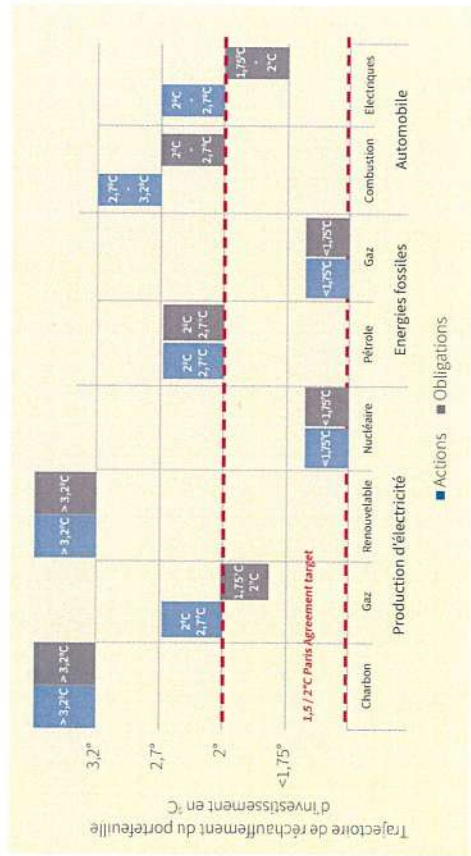 Trajectoire de réchauffement du portefeuille
d'investissement en °C
3,2°
2,7°
2°
<1,75°
> 3,2°C > 3,2°C
2°C
2,7°C
1,75°C
2°C
> 3,2°C > 3,2°C
<1,75°C <1,75°C
2°C
2,7°C
2°C
2,7°C
<1,75°C <1,75°C
2,7°C
-
3,2°C
2°C
-
2,7°C
2°C
-
2,7°C
1,75°C
-
2°C
1,5 / 2°C Paris Agreement target
Charbon
Gaz
Renouvelable
Nucléaire
Pétrole
Gaz
Combustion
Electriques
Production d'électricité
Energies fossiles
Automobile
Actions
Obligations